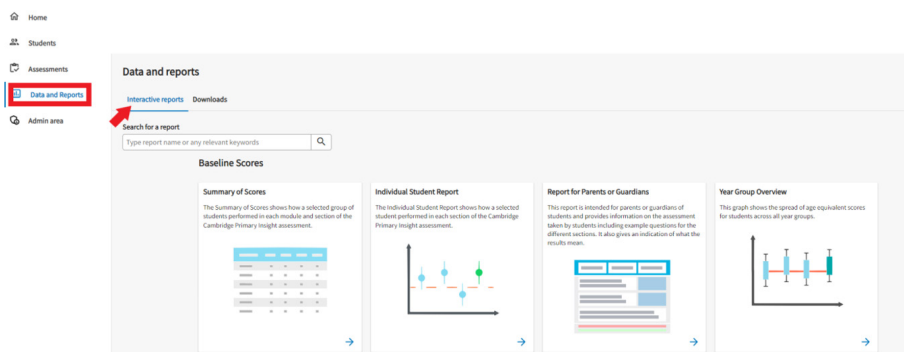 Home
Students
Assessments
Data and Reports
Admin area
Data and reports
Interactive reports Downloads
Search for a report
Type report name or any relevant keywords
Baseline Scores
Summary of Scores
The Summary of Scores shows how a selected group of
students performed in each module and section of the
Cambridge Primary Insight assessment.
Individual Student Report
The Individual Student Report shows how a selected
student performed in each section of the Cambridge
Primary Insight assessment.
Report for Parents or Guardians
This report is intended for parents or guardians of
students and provides information on the assessment
taken by students including example questions for the
different sections. It also gives an indication of what the
results mean.
Year Group Overview
This graph shows the spread of age equivalent scores
for students across all year groups.